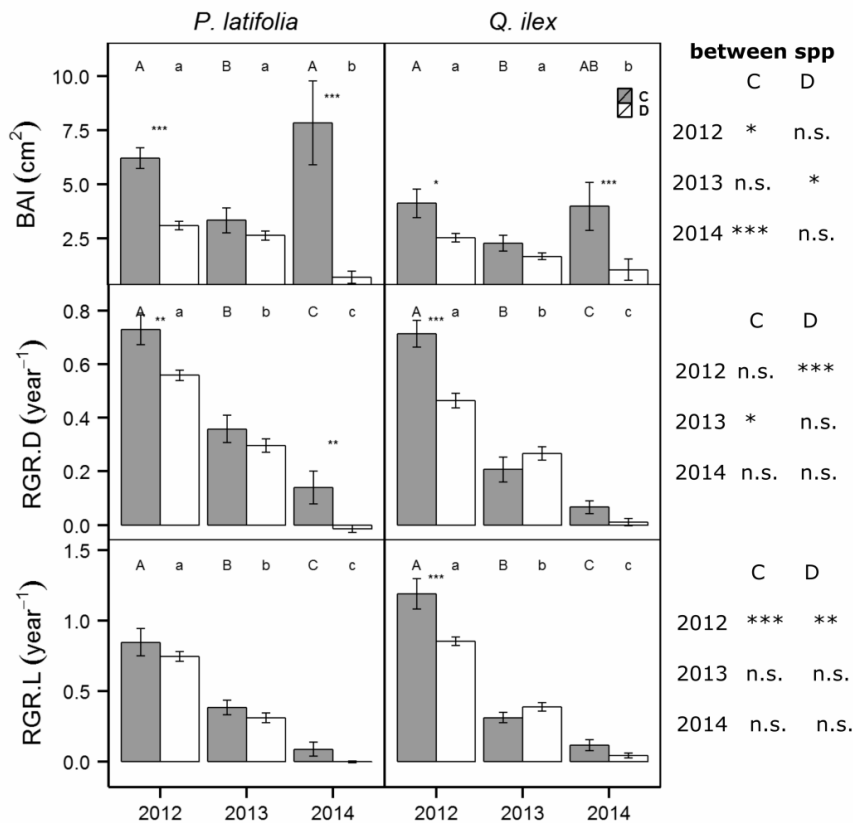 P. latifolia Q. ilex
between spp
C D
2012 * n.s.
2013 n.s. *
2014 *** n.s.
BAI (cm²)
10.0
7.5
5.0
2.5
A a B a A b
*** ***
A a B a AB b
* ***
C
D
RGR.D (year⁻¹)
0.8
0.6
0.4
0.2
0.0
A a B b C c
** **
A a B b C c
***
C D
2012 n.s. ***
2013 * n.s.
2014 n.s. n.s.
RGR.L (year⁻¹)
1.5
1.0
0.5
0.0
A a B b C c
A a B b C c
***
C D
2012 *** **
2013 n.s. n.s.
2014 n.s. n.s.
2012 2013 2014 2012 2013 2014